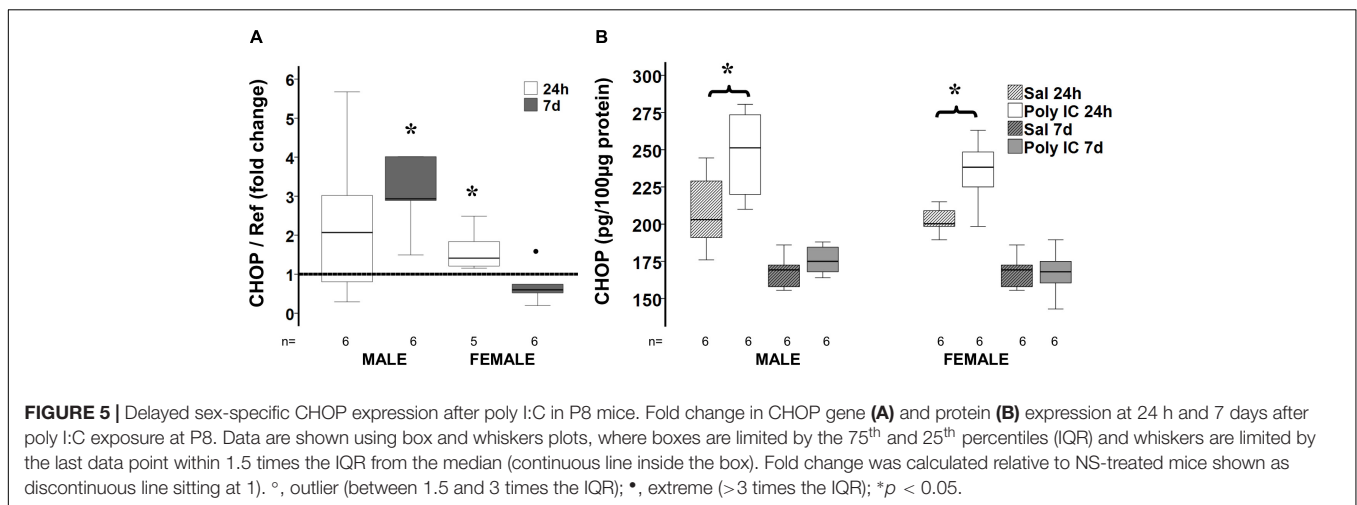 A
B
CHOP / Ref (fold change)
6
5
4
3
2
1
0
24h
7d
*
*
n= 6 6 5 6
MALE FEMALE
CHOP (pg/100µg protein)
300
275
250
225
200
175
150
*
*
Sal 24h
Poly IC 24h
Sal 7d
Poly IC 7d
n= 6 6 6 6 6 6 6 6
MALE FEMALE
FIGURE 5 | Delayed sex-specific CHOP expression after poly I:C in P8 mice. Fold change in CHOP gene (A) and protein (B) expression at 24 h and 7 days after
poly I:C exposure at P8. Data are shown using box and whiskers plots, where boxes are limited by the 75th and 25th percentiles (IQR) and whiskers are limited by
the last data point within 1.5 times the IQR from the median (continuous line inside the box). Fold change was calculated relative to NS-treated mice shown as
discontinuous line sitting at 1). °, outlier (between 1.5 and 3 times the IQR); •, extreme (>3 times the IQR); *p < 0.05.